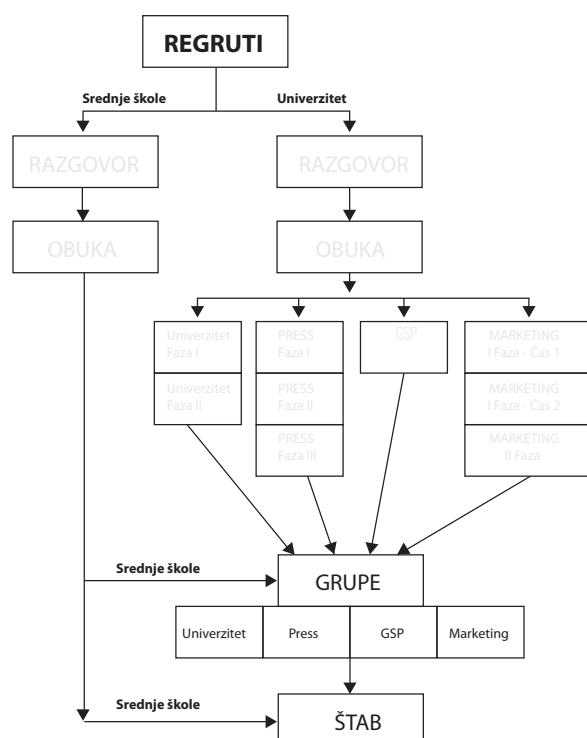 REGRUTI
Srednje škole
Univerzitet
RAZGOVOR
RAZGOVOR
OBUKA
OBUKA
Univerzitet
Faza I
Univerzitet
Faza II
PRESS
Faza I
PRESS
Faza II
PRESS
Faza III
GSP
MARKETING
I Faza - Čas 1
MARKETING
I Faza - Čas 2
MARKETING
II Faza
Srednje škole
GRUPE
Univerzitet
Press
GSP
Marketing
Srednje škole
ŠTAB